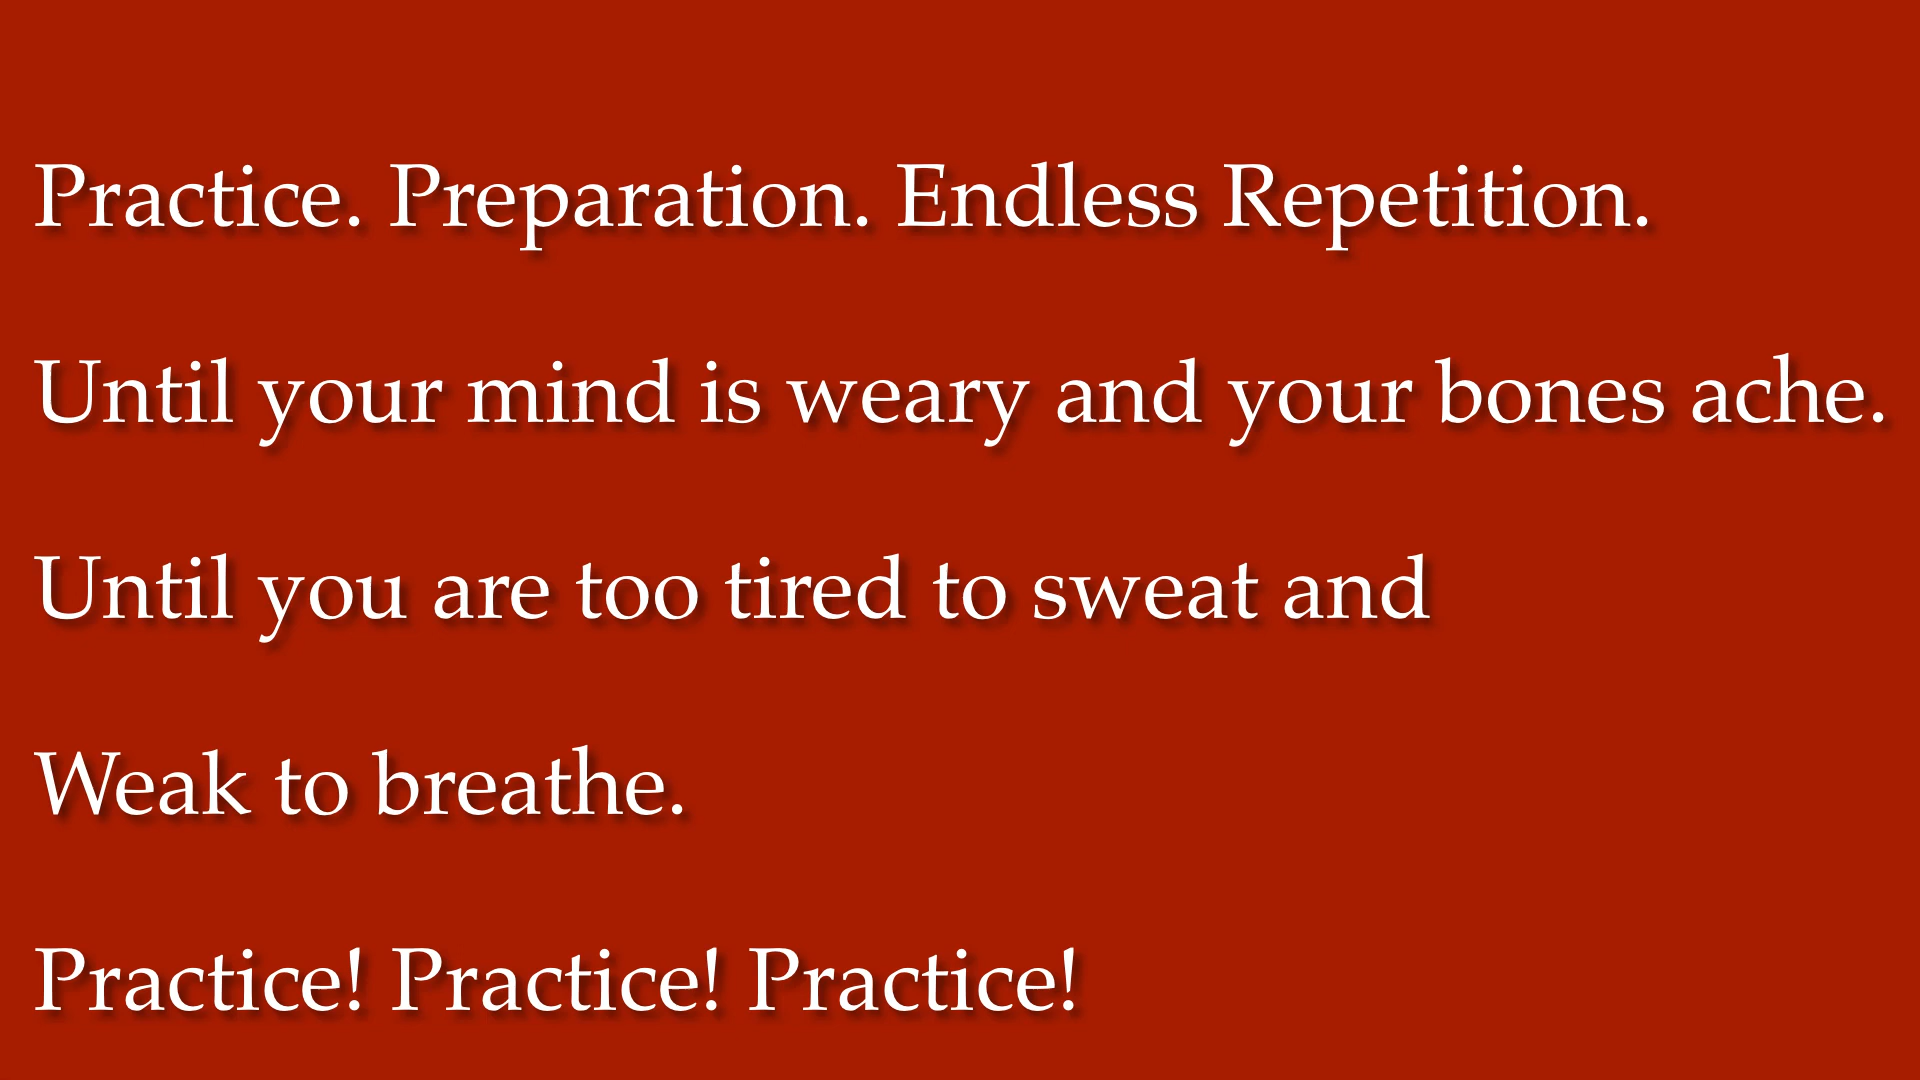 Practice. Preparation. Endless Repetition.
Until your mind is weary and your bones ache.
Until you are too tired to sweat and
Weak to breathe.
Practice! Practice! Practice!